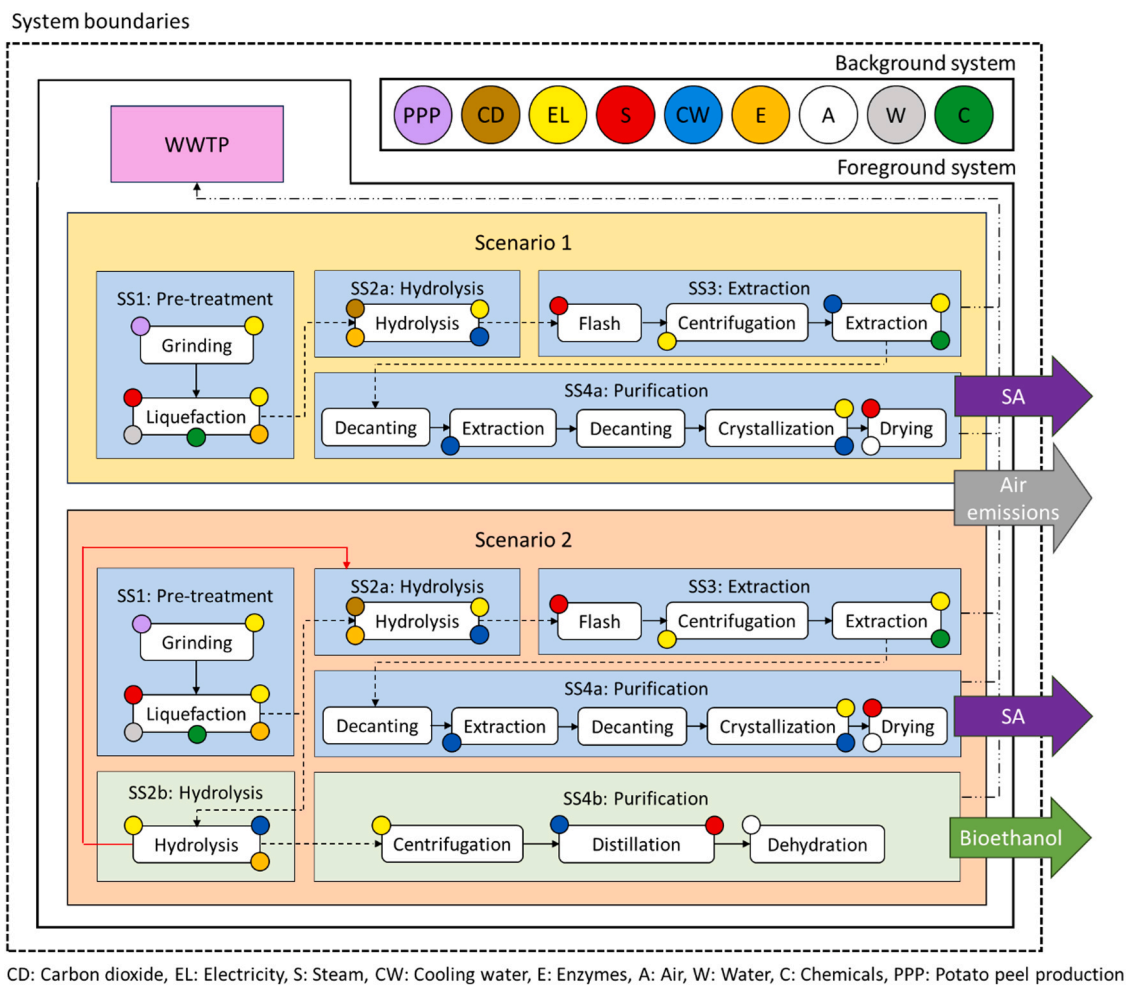 System boundaries
Background system
PPP CD EL S CW E A W C
WWTP
Foreground system
Scenario 1
SS1: Pre-treatment
Grinding
Liquefaction
SS2a: Hydrolysis
Hydrolysis
SS3: Extraction
Flash
Centrifugation
Extraction
SS4a: Purification
Decanting
Extraction
Decanting
Crystallization
Drying
SA
Air
emissions
Scenario 2
SS1: Pre-treatment
Grinding
Liquefaction
SS2a: Hydrolysis
Hydrolysis
SS3: Extraction
Flash
Centrifugation
Extraction
SS4a: Purification
Decanting
Extraction
Decanting
Crystallization
Drying
SA
SS2b: Hydrolysis
Hydrolysis
SS4b: Purification
Centrifugation
Distillation
Dehydration
Bioethanol
CD: Carbon dioxide, EL: Electricity, S: Steam, CW: Cooling water, E: Enzymes, A: Air, W: Water, C: Chemicals, PPP: Potato peel production